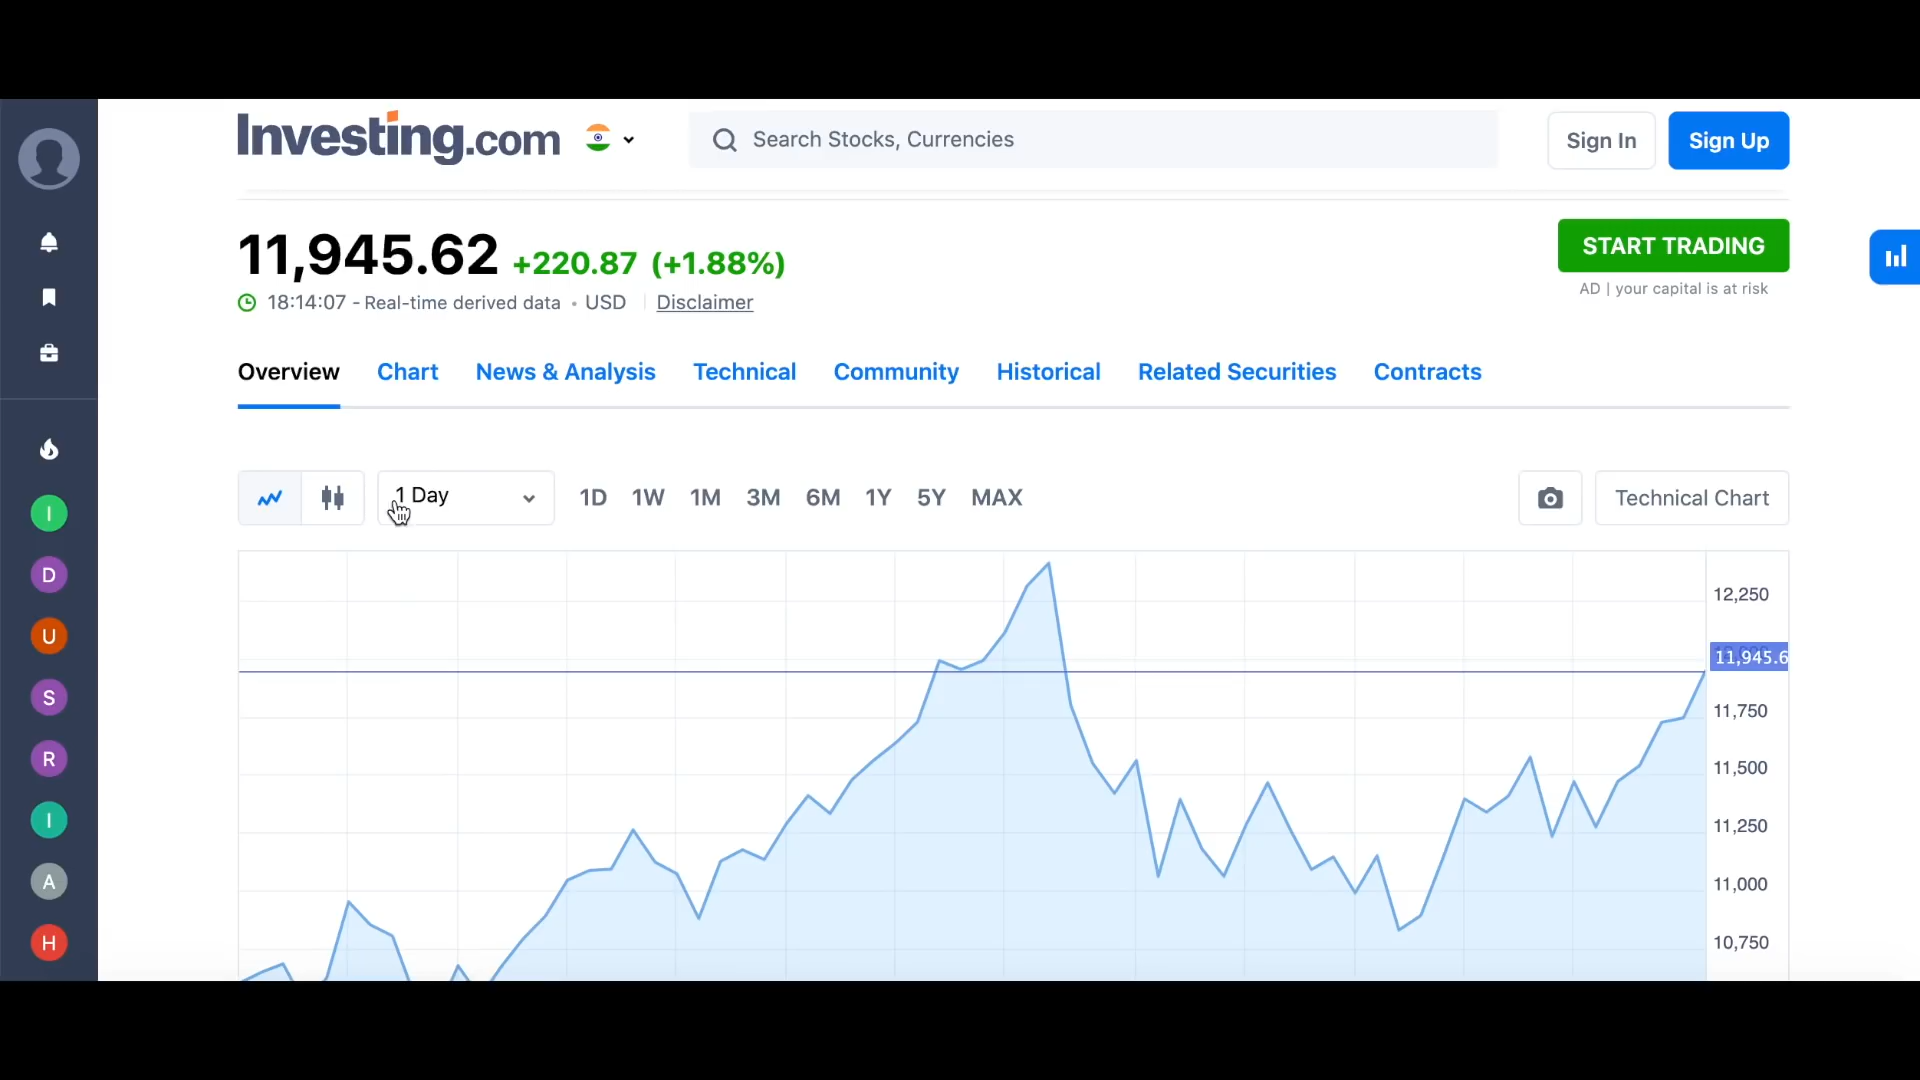 Investing.com
Search Stocks, Currencies
Sign In
Sign Up
11,945.62 +220.87 (+1.88%)
START TRADING
AD | your capital is at risk
18:14:07 - Real-time derived data • USD | Disclaimer
Overview Chart News & Analysis Technical Community Historical Related Securities Contracts
1 Day
1D 1W 1M 3M 6M 1Y 5Y MAX
Technical Chart
12,250
11,945.6
11,750
11,500
11,250
11,000
10,750
I
D
U
S
R
I
A
H